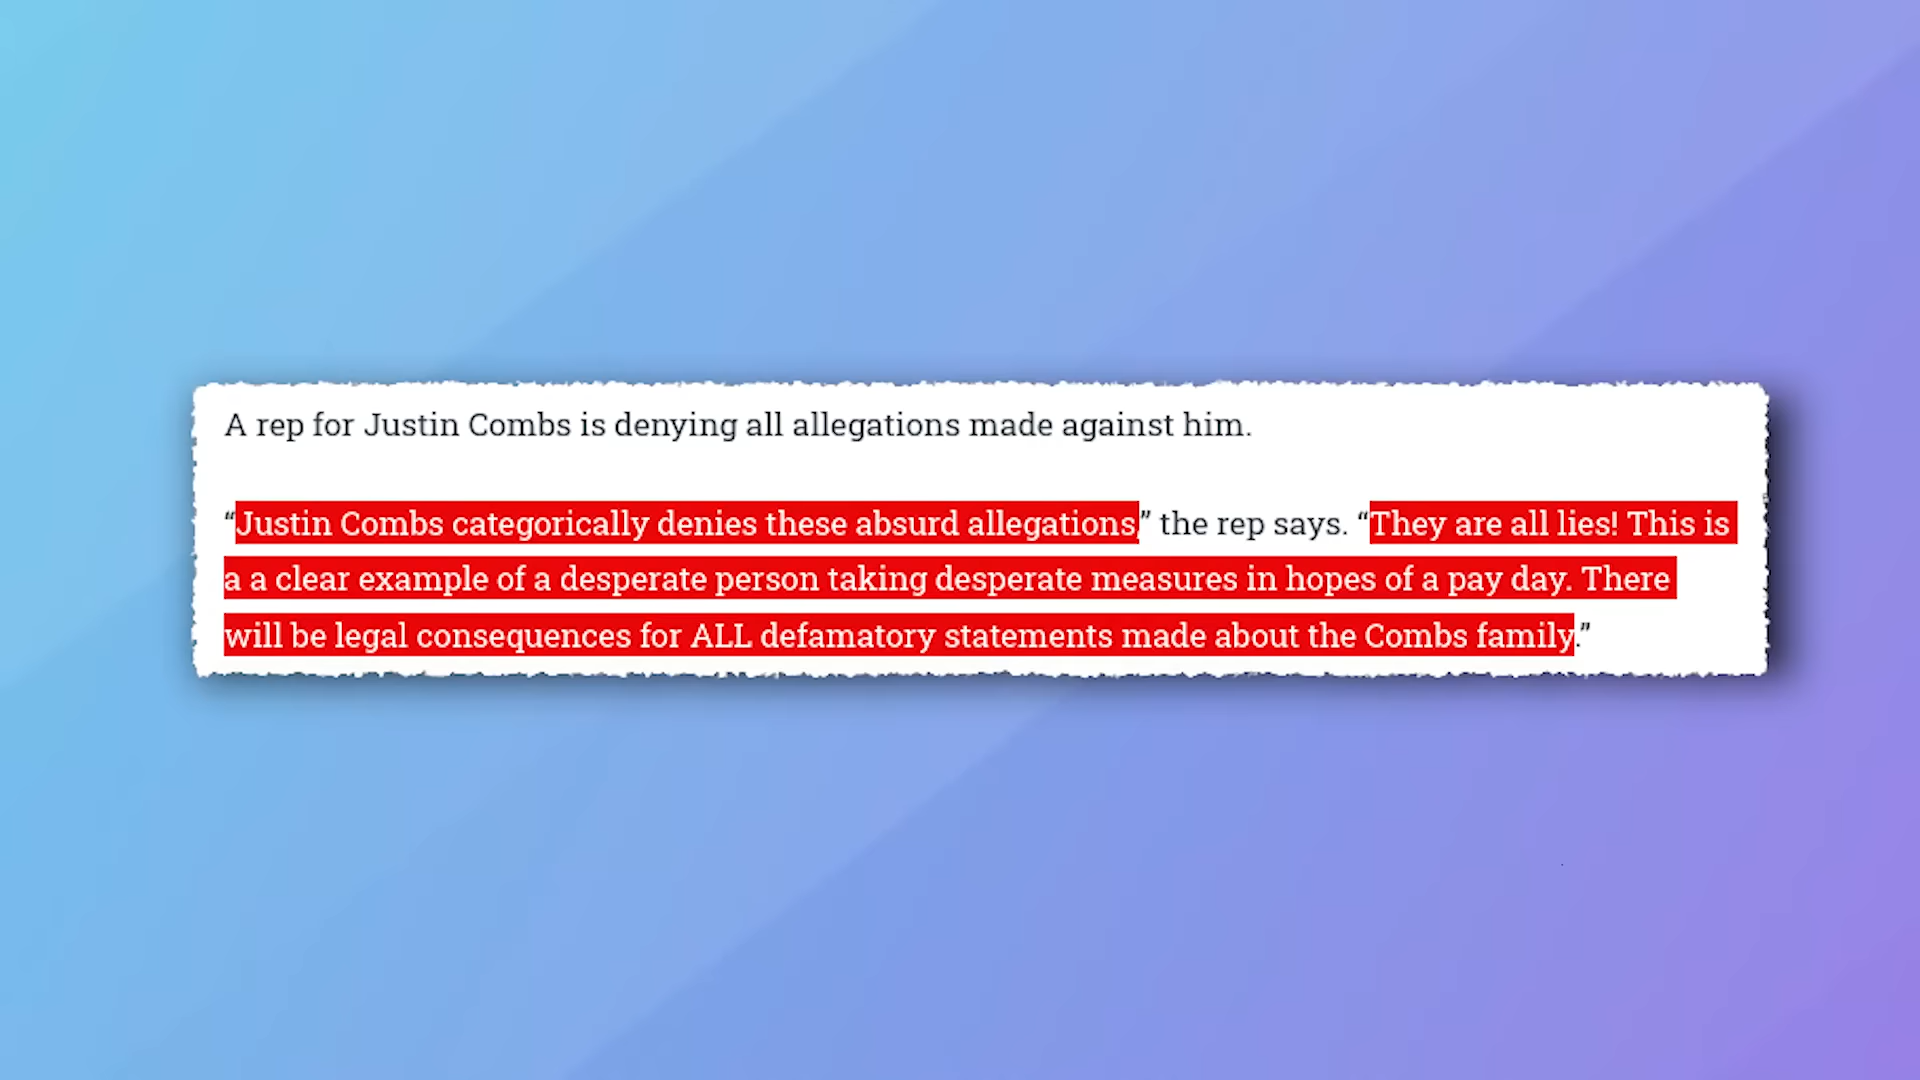 A rep for Justin Combs is denying all allegations made against him.
“Justin Combs categorically denies these absurd allegations,” the rep says. “They are all lies! This is
a a clear example of a desperate person taking desperate measures in hopes of a pay day. There
will be legal consequences for ALL defamatory statements made about the Combs family.”